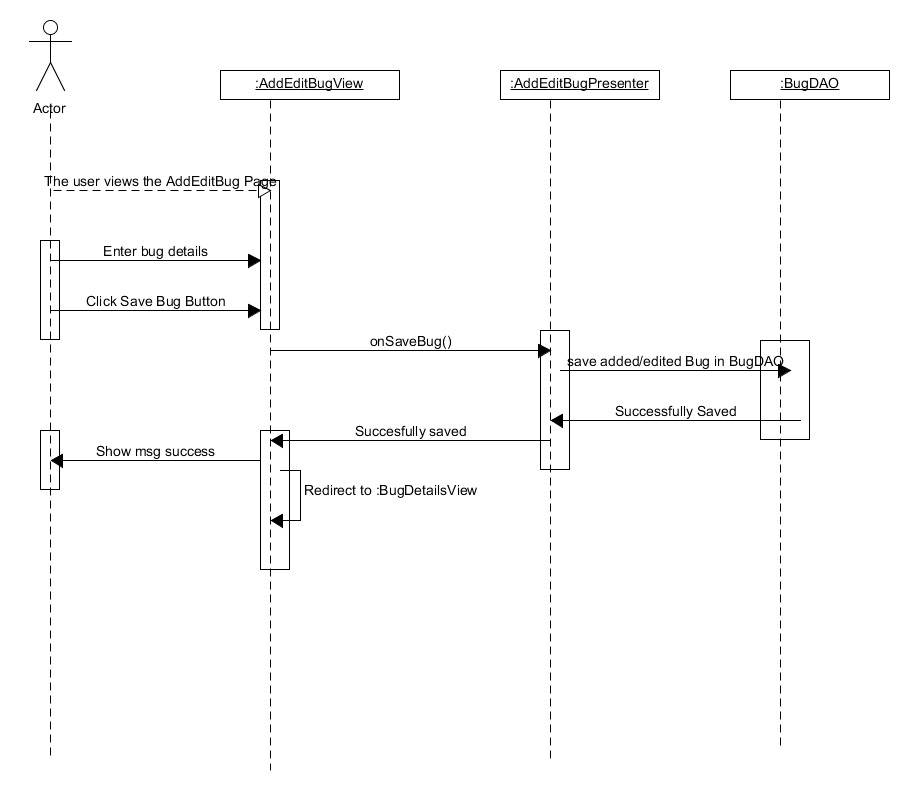 Actor
:AddEditBugView
:AddEditBugPresenter
:BugDAO
The user views the AddEditBug Page
Enter bug details
Click Save Bug Button
onSaveBug()
save added/edited Bug in BugDAO
Successfully Saved
Succesfully saved
Show msg success
Redirect to :BugDetailsView